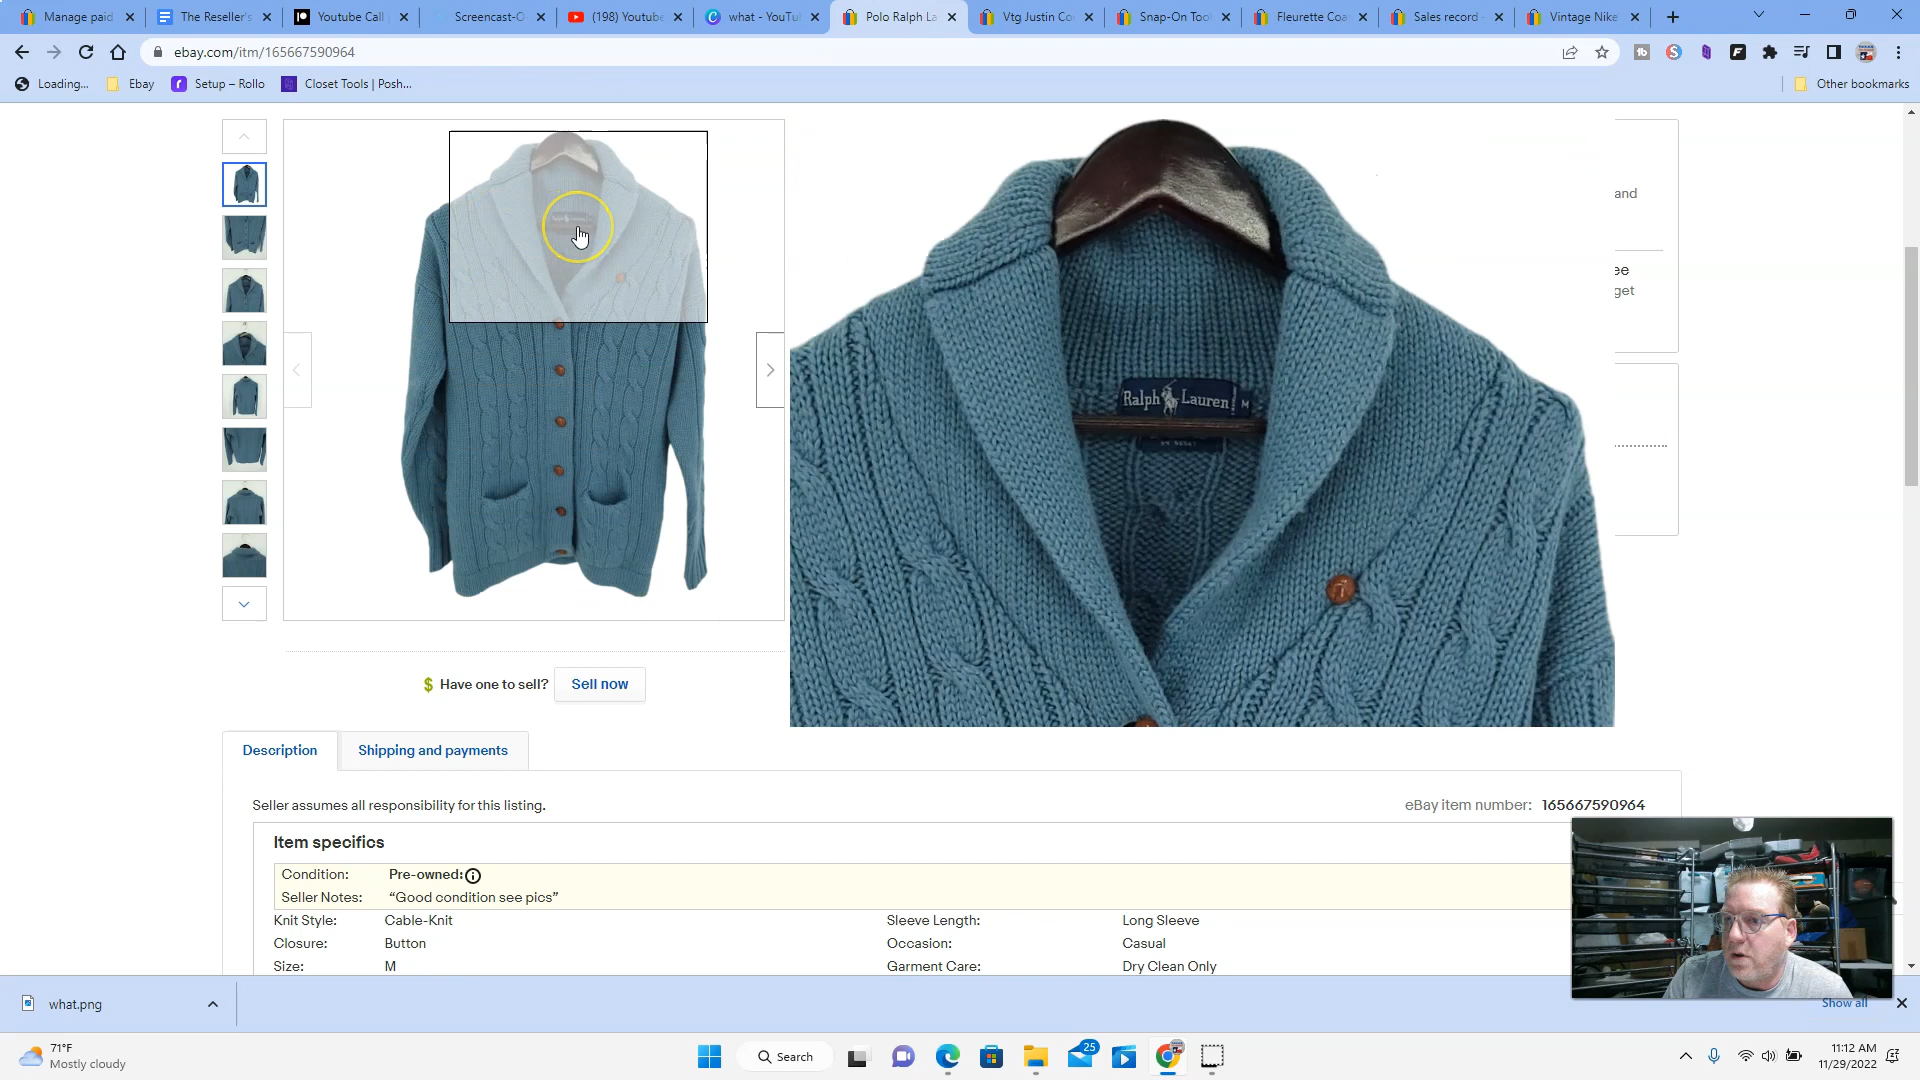 Manage paid
The Reseller's
Youtube Call
Screencast-O
(198) Youtube
what - YouTu
Polo Ralph La
Vtg Justin Co
Snap-On Too
Fleurette Coa
Sales record
Vintage Nike
ebay.com/itm/165667590964
Loading...
Ebay
Setup – Rollo
Closet Tools | Posh...
Other bookmarks
and
ee
get
Ralph Lauren M
$ Have one to sell? Sell now
Description
Shipping and payments
Seller assumes all responsibility for this listing.
eBay item number: 165667590964
Item specifics
Condition: Pre-owned:
Seller Notes: “Good condition see pics”
Knit Style: Cable-Knit
Sleeve Length: Long Sleeve
Closure: Button
Occasion: Casual
Size: M
Garment Care: Dry Clean Only
what.png
Show all
71°F
Mostly cloudy
Search
25
11:12 AM
11/29/2022